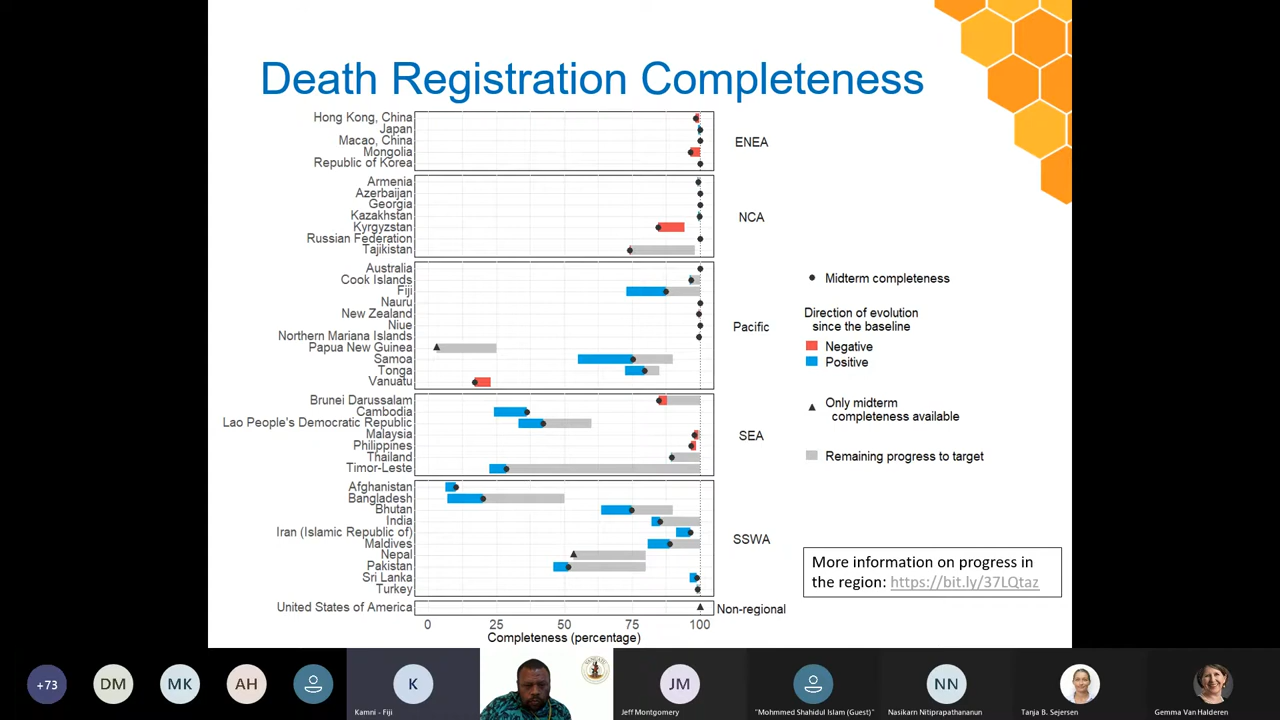 Death Registration Completeness
Hong Kong, China
Japan
Macao, China
Mongolia
Republic of Korea
ENEA
Armenia
Azerbaijan
Georgia
Kazakhstan
Kyrgyzstan
Russian Federation
Tajikistan
NCA
Australia
Cook Islands
Fiji
Nauru
New Zealand
Niue
Northern Mariana Islands
Papua New Guinea
Samoa
Tonga
Vanuatu
Pacific
Brunei Darussalam
Cambodia
Lao People's Democratic Republic
Malaysia
Philippines
Thailand
Timor-Leste
SEA
Afghanistan
Bangladesh
Bhutan
India
Iran (Islamic Republic of)
Maldives
Nepal
Pakistan
Sri Lanka
Turkey
SSWA
United States of America
Non-regional
0 25 50 75 100
Completeness (percentage)
Midterm completeness
Direction of evolution
since the baseline
Negative
Positive
Only midterm
completeness available
Remaining progress to target
More information on progress in
the region: https://bit.ly/37LQtaz
+73
DM
MK
AH
K
Kamni - Fiji
JM
Jeff Montgomery
"Mohmmed Shahidul Islam (Guest)"
NN
Nasikarn Nitiprapathananun
Tanja B. Sejersen
Gemma Van Halderen